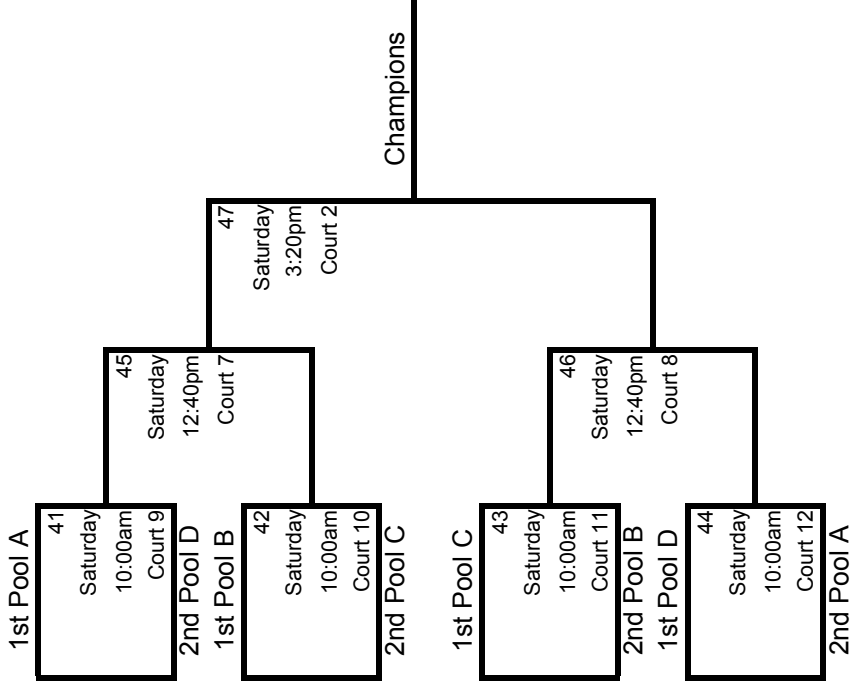 Champions
47
Saturday
3:20pm
Court 2
45
Saturday
12:40pm
Court 7
46
Saturday
12:40pm
Court 8
1st Pool A
41
Saturday
10:00am
Court 9
2nd Pool D
1st Pool B
42
Saturday
10:00am
Court 10
2nd Pool C
1st Pool C
43
Saturday
10:00am
Court 11
2nd Pool B
1st Pool D
44
Saturday
10:00am
Court 12
2nd Pool A